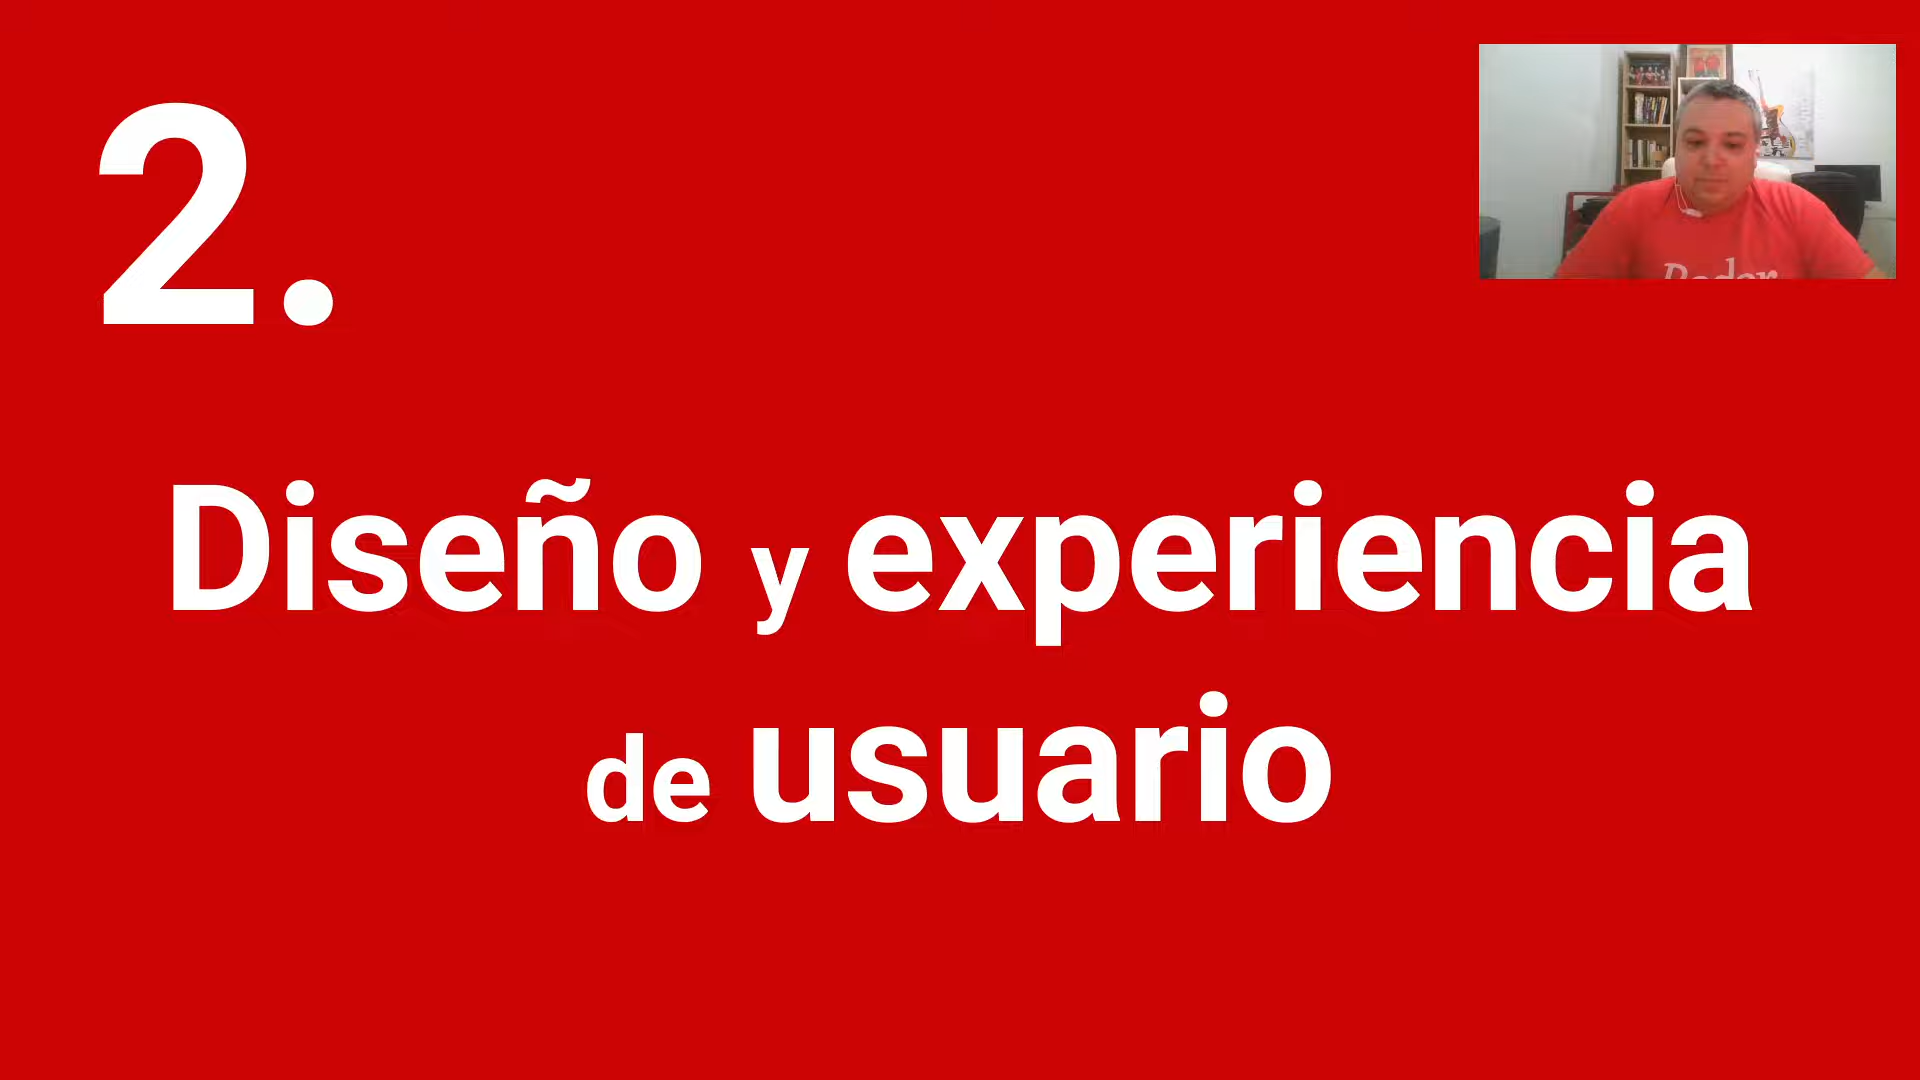 2.
Diseño y experiencia
de usuario